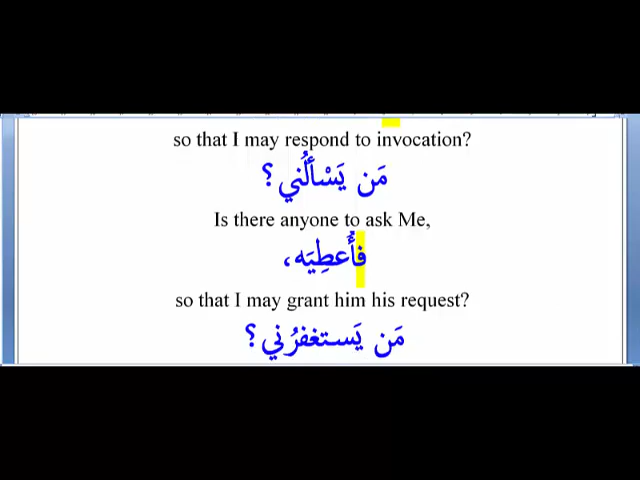 so that I may respond to invocation?
مَن يَسْأَلُني ؟
Is there anyone to ask Me,
فأُعطِيَه ،
so that I may grant him his request?
مَن يَستغفرُني ؟